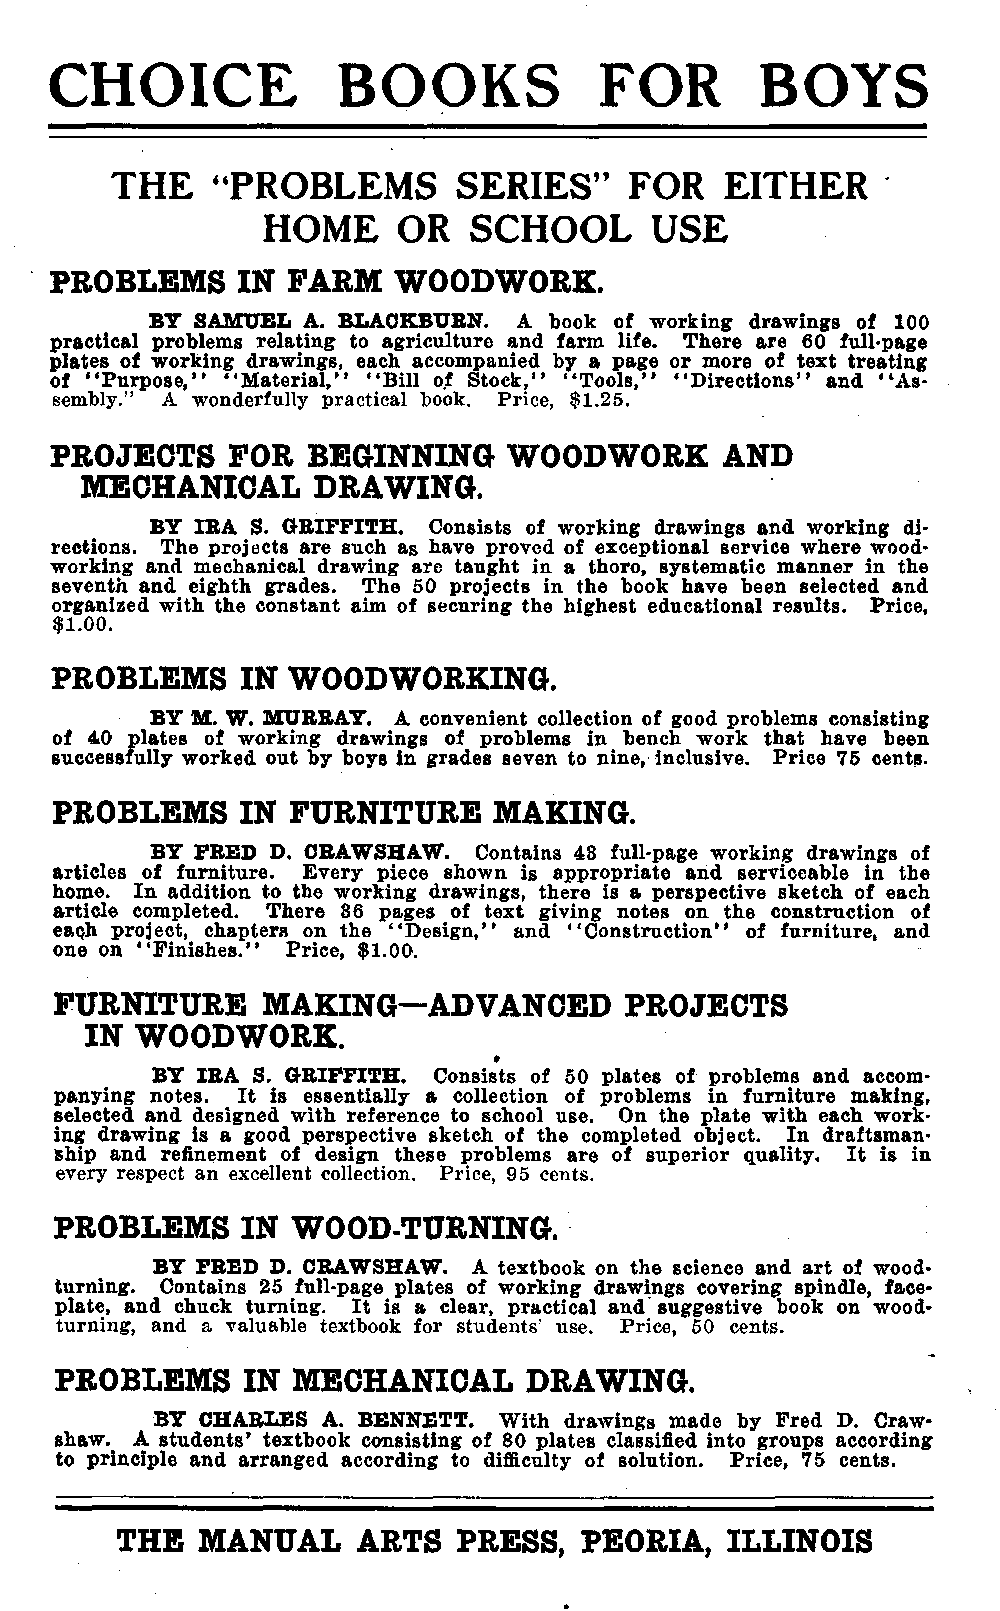 CHOICE BOOKS FOR BOYS
THE "PROBLEMS SERIES" FOR EITHER
HOME OR SCHOOL USE
PROBLEMS IN FARM WOODWORK.
BY SAMUEL A. BLACKBURN. A book of working drawings of 100
practical problems relating to agriculture and farm life. There are 60 full-page
plates of working drawings, each accompanied by a page or more of text treating
of "Purpose," "Material," "Bill of Stock," "Tools," "Directions" and "As-
sembly." A wonderfully practical book. Price, $1.25.
PROJECTS FOR BEGINNING WOODWORK AND
MECHANICAL DRAWING.
BY IRA S. GRIFFITH. Consists of working drawings and working di-
rections. The projects are such as have proved of exceptional service where wood-
working and mechanical drawing are taught in a thoro, systematic manner in the
seventh and eighth grades. The 50 projects in the book have been selected and
organized with the constant aim of securing the highest educational results. Price,
$1.00.
PROBLEMS IN WOODWORKING.
BY M. W. MURRAY. A convenient collection of good problems consisting
of 40 plates of working drawings of problems in bench work that have been
successfully worked out by boys in grades seven to nine, inclusive. Price 75 cents.
PROBLEMS IN FURNITURE MAKING.
BY FRED D. CRAWSHAW. Contains 43 full-page working drawings of
articles of furniture. Every piece shown is appropriate and serviceable in the
home. In addition to the working drawings, there is a perspective sketch of each
article completed. There 36 pages of text giving notes on the construction of
each project, chapters on the "Design," and "Construction" of furniture, and
one on "Finishes." Price, $1.00.
FURNITURE MAKING—ADVANCED PROJECTS
IN WOODWORK.
BY IRA S. GRIFFITH. Consists of 50 plates of problems and accom-
panying notes. It is essentially a collection of problems in furniture making,
selected and designed with reference to school use. On the plate with each work-
ing drawing is a good perspective sketch of the completed object. In draftsman-
ship and refinement of design these problems are of superior quality. It is in
every respect an excellent collection. Price, 95 cents.
PROBLEMS IN WOOD-TURNING.
BY FRED D. CRAWSHAW. A textbook on the science and art of wood-
turning. Contains 25 full-page plates of working drawings covering spindle, face-
plate, and chuck turning. It is a clear, practical and suggestive book on wood-
turning, and a valuable textbook for students' use. Price, 50 cents.
PROBLEMS IN MECHANICAL DRAWING.
BY CHARLES A. BENNETT. With drawings made by Fred D. Craw-
shaw. A students' textbook consisting of 80 plates classified into groups according
to principle and arranged according to difficulty of solution. Price, 75 cents.
THE MANUAL ARTS PRESS, PEORIA, ILLINOIS